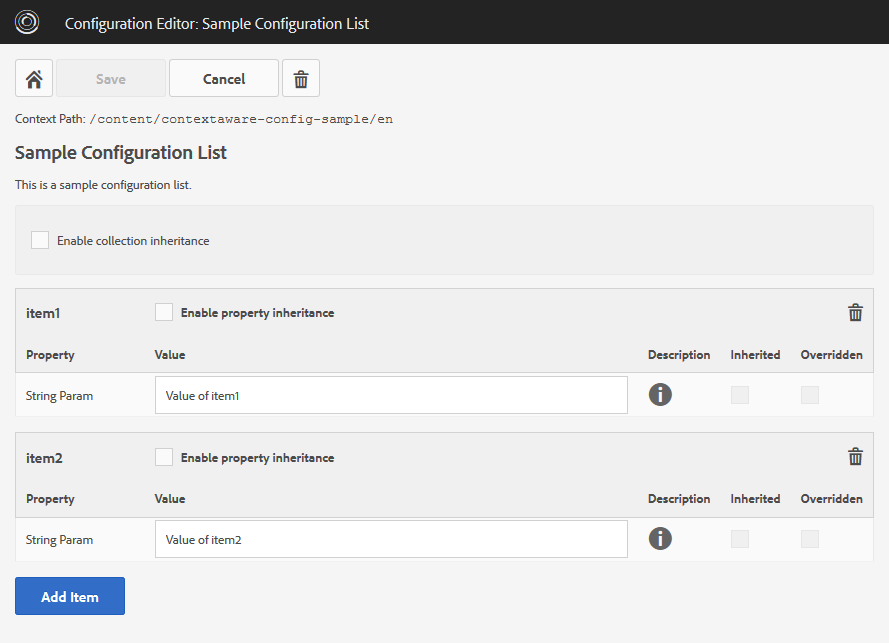 Configuration Editor: Sample Configuration List
Save Cancel
Context Path: /content/contextaware-config-sample/en
Sample Configuration List
This is a sample configuration list.
Enable collection inheritance
item1 Enable property inheritance
Property Value Description Inherited Overridden
String Param Value of item1
item2 Enable property inheritance
Property Value Description Inherited Overridden
String Param Value of item2
Add Item